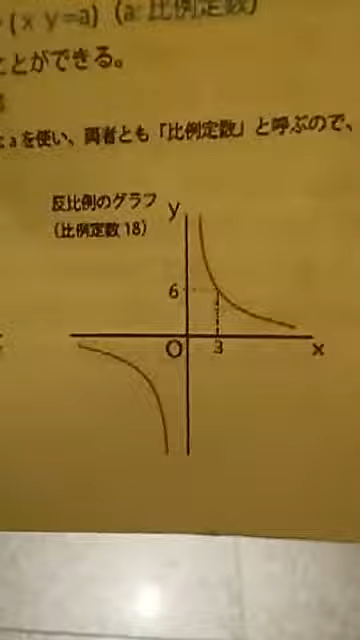 (x y=a) (a: 比例定数)
ことができる。
aを使い、両者とも「比例定数」と呼ぶので、
反比例のグラフ
(比例定数 18)
y
6
O
3
x